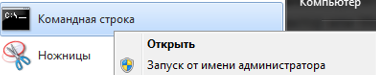 Компьютер
Командная строка
Открыть
Ножницы
Запуск от имени администратора